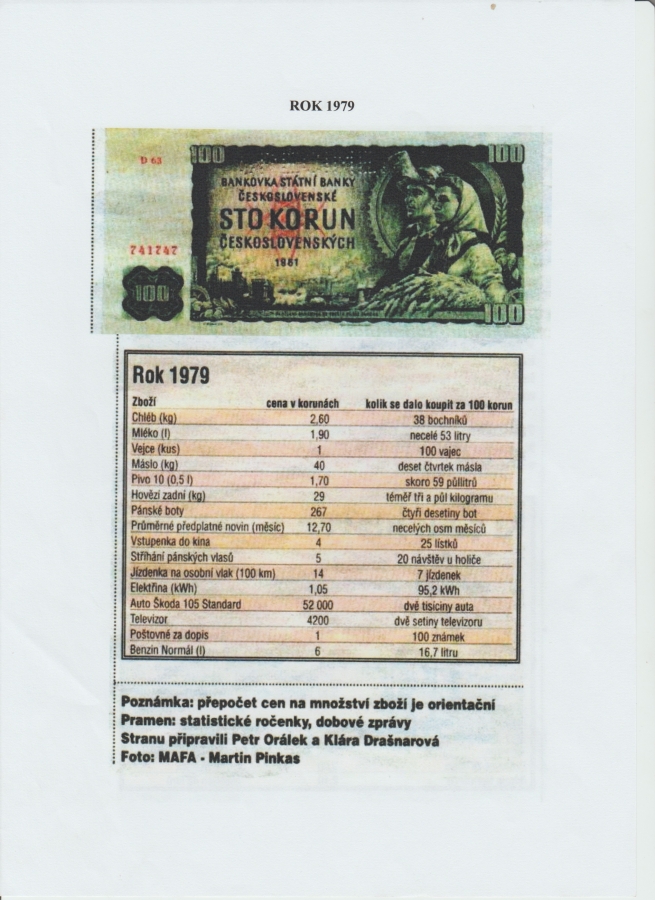 ROK 1979
D 63
100 100
BANKOVKA STÁTNÍ BANKY
ČESKOSLOVENSKÉ
STO KORUN
ČESKOSLOVENSKÝCH
1961
741747
100
100
Rok 1979
Zboží cena v korunách kolik se dalo koupit za 100 korun
Chléb (kg) 2,60 38 bochníků
Mléko (l) 1,90 necelé 53 litry
Vejce (kus) 1 100 vajec
Máslo (kg) 40 deset čtvrtek másla
Pivo 10 (0,5 l) 1,70 skoro 59 půllitrů
Hovězí zadní (kg) 29 téměř tři a půl kilogramu
Pánské boty 267 čtyři desetiny bot
Průměrné předplatné novin (měsíc) 12,70 necelých osm měsíců
Vstupenka do kina 4 25 lístků
Stříhání pánských vlasů 5 20 návštěv u holiče
Jízdenka na osobní vlak (100 km) 14 7 jízdenek
Elektřina (kWh) 1,05 95,2 kWh
Auto Škoda 105 Standard 52 000 dvě tisíciny auta
Televizor 4200 dvě setiny televizoru
Poštovné za dopis 1 100 známek
Benzin Normál (l) 6 16,7 litru
Poznámka: přepočet cen na množství zboží je orientační
Pramen: statistické ročenky, dobové zprávy
Stranu připravili Petr Orálek a Klára Drašnarová
Foto: MAFA - Martin Pinkas